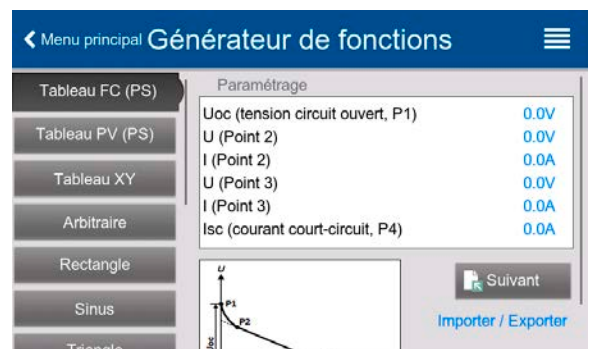 Menu principal Générateur de fonctions
Tableau FC (PS)
Tableau PV (PS)
Tableau XY
Arbitraire
Rectangle
Sinus
Triangle
Paramétrage
Uoc (tension circuit ouvert, P1) 0.0V
U (Point 2) 0.0V
I (Point 2) 0.0A
U (Point 3) 0.0V
I (Point 3) 0.0A
Isc (courant court-circuit, P4) 0.0A
U
P1
P2
Uoc
Suivant
Importer / Exporter